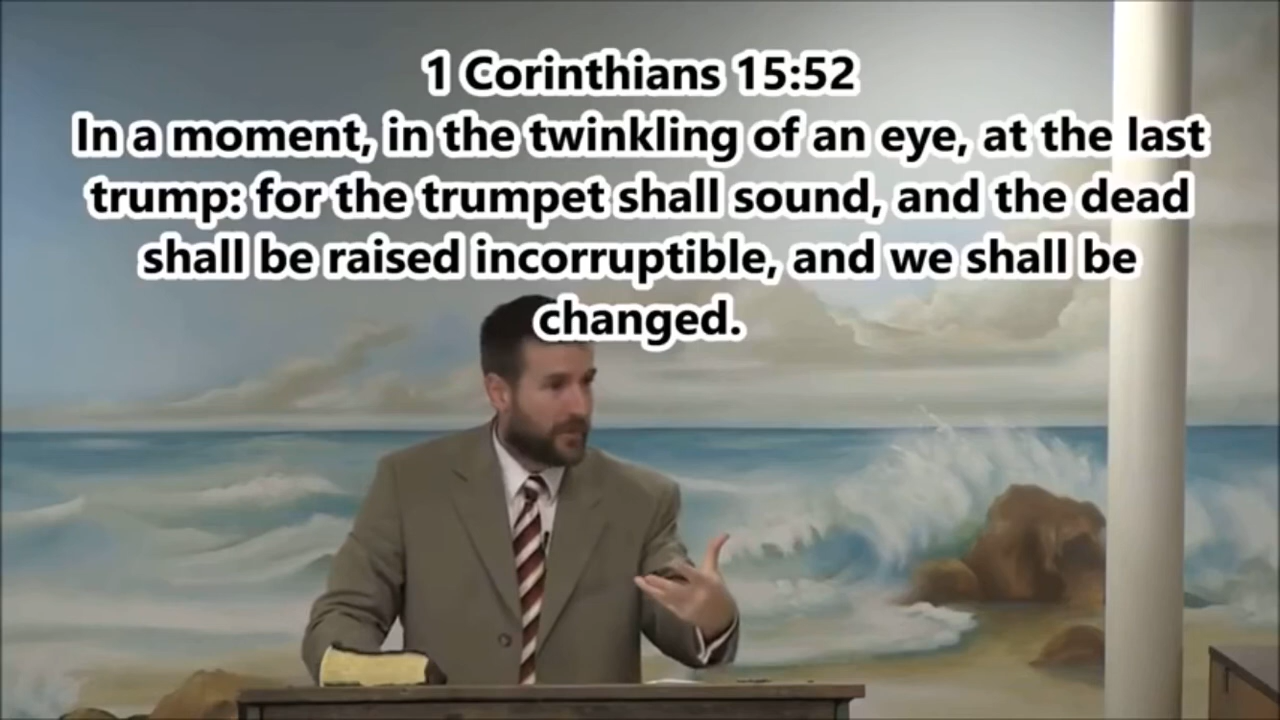 1 Corinthians 15:52
In a moment, in the twinkling of an eye, at the last
trump: for the trumpet shall sound, and the dead
shall be raised incorruptible, and we shall be
changed.